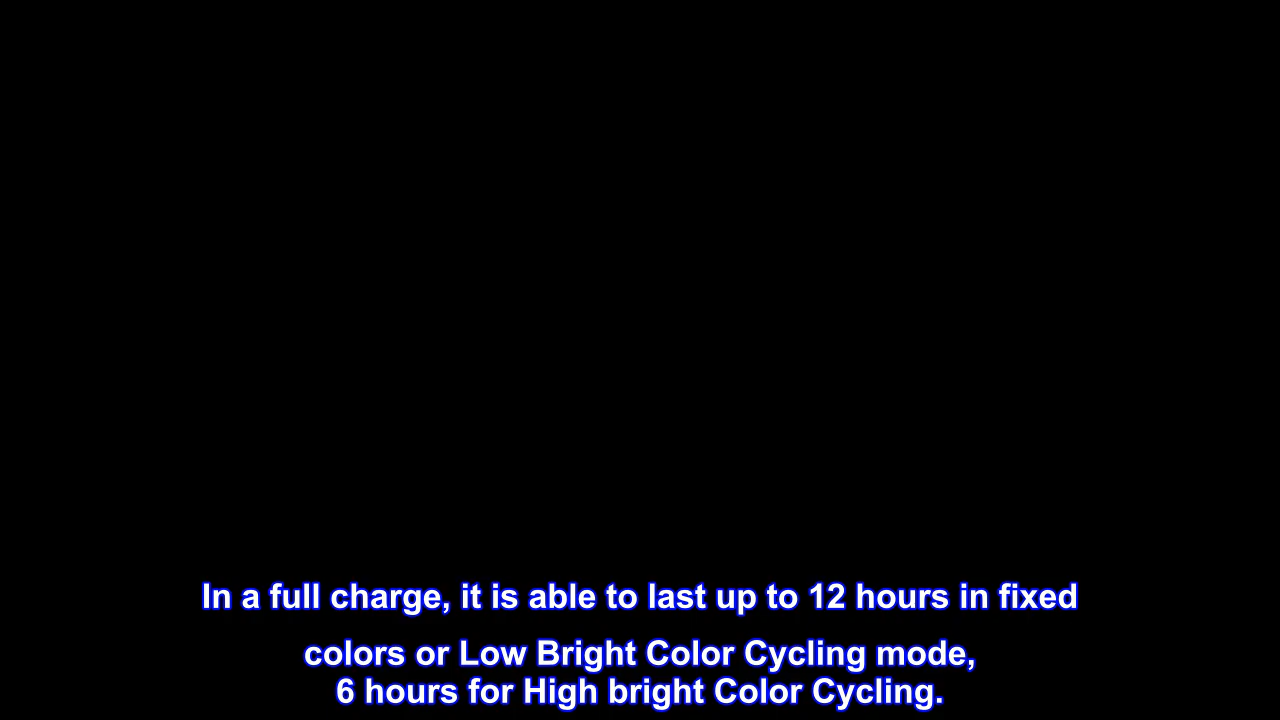 In a full charge, it is able to last up to 12 hours in fixed
colors or Low Bright Color Cycling mode,
6 hours for High bright Color Cycling.